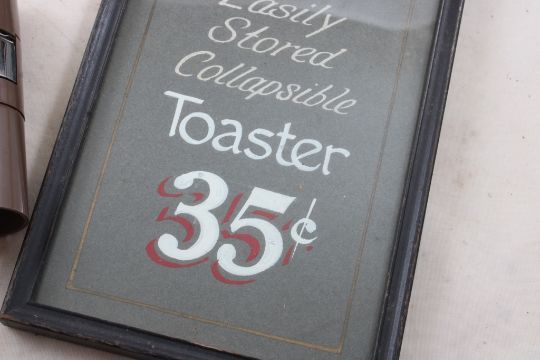 Easily
Stored
Collapsible
Toaster
35¢